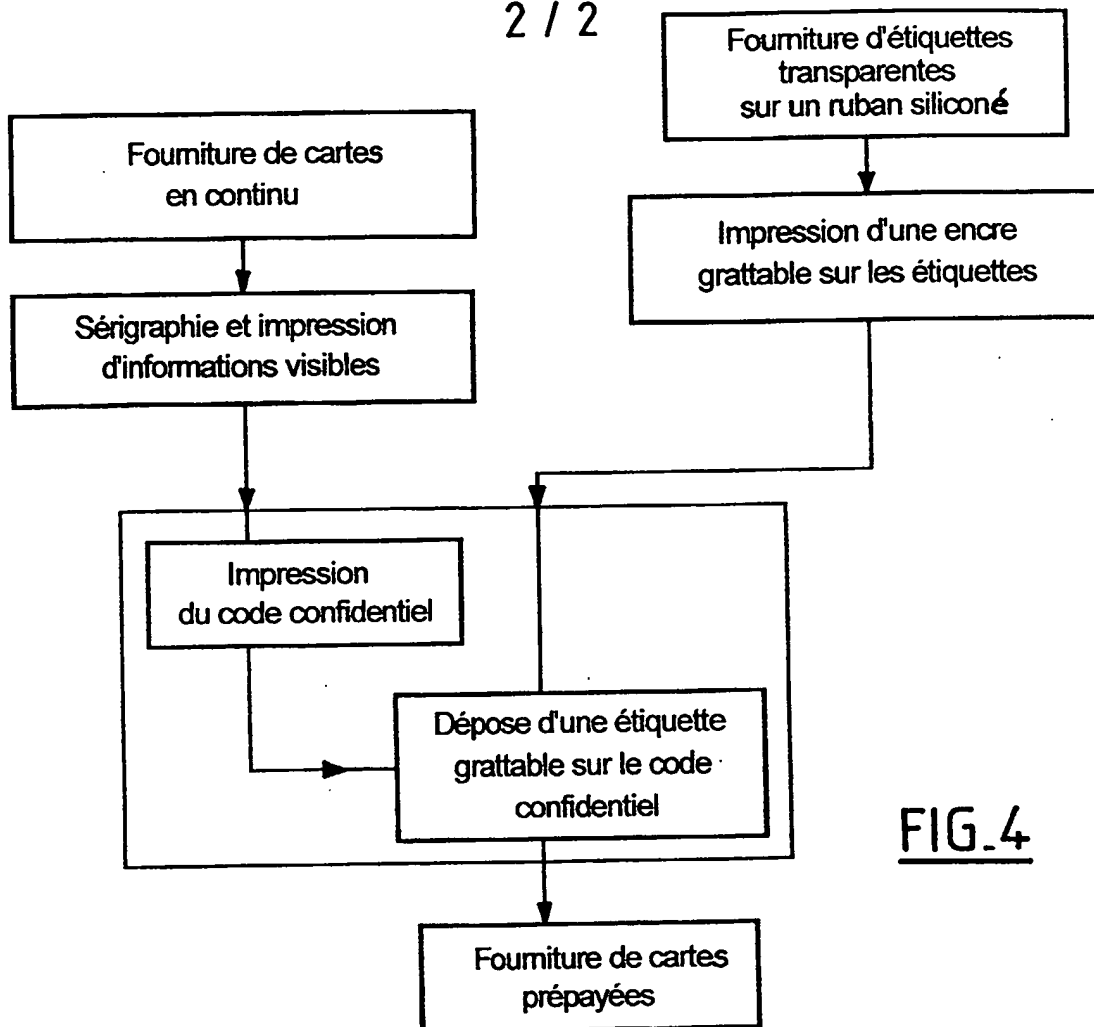 2 / 2
Fourniture d'étiquettes
transparentes
sur un ruban siliconé
Fourniture de cartes
en continu
Impression d'une encre
grattable sur les étiquettes
Sérigraphie et impression
d'informations visibles
Impression
du code confidentiel
Dépose d'une étiquette
grattable sur le code
confidentiel
FIG_4
Fourniture de cartes
prépayées